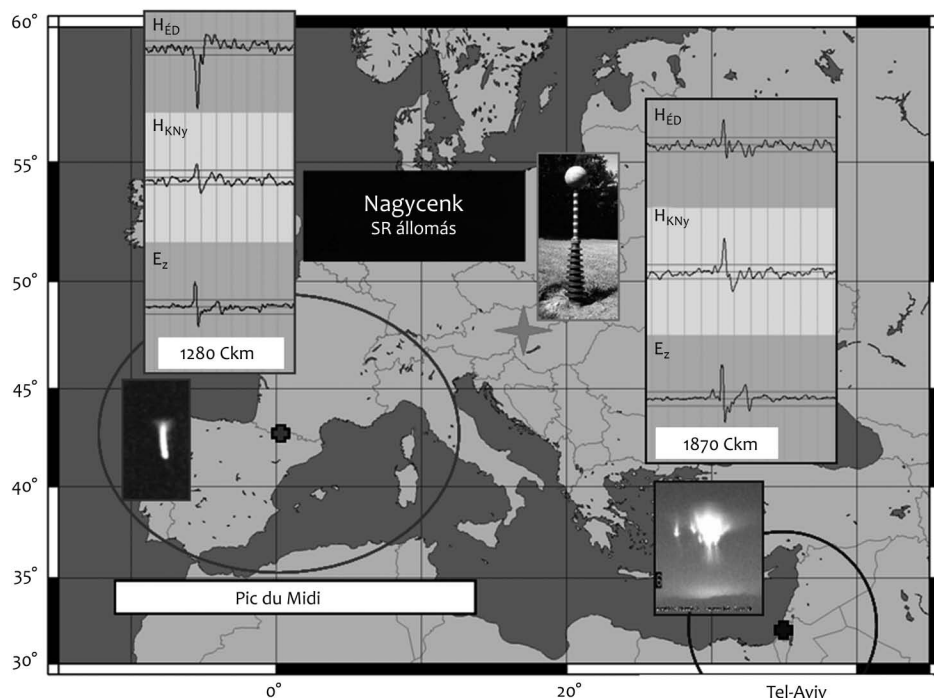 60°
55°
50°
45°
40°
35°
30°
0°
20°
Tel-Aviv
H_ÉD
H_KNy
E_z
1280 Ckm
Nagycenk
SR állomás
H_ÉD
H_KNy
E_z
1870 Ckm
Pic du Midi